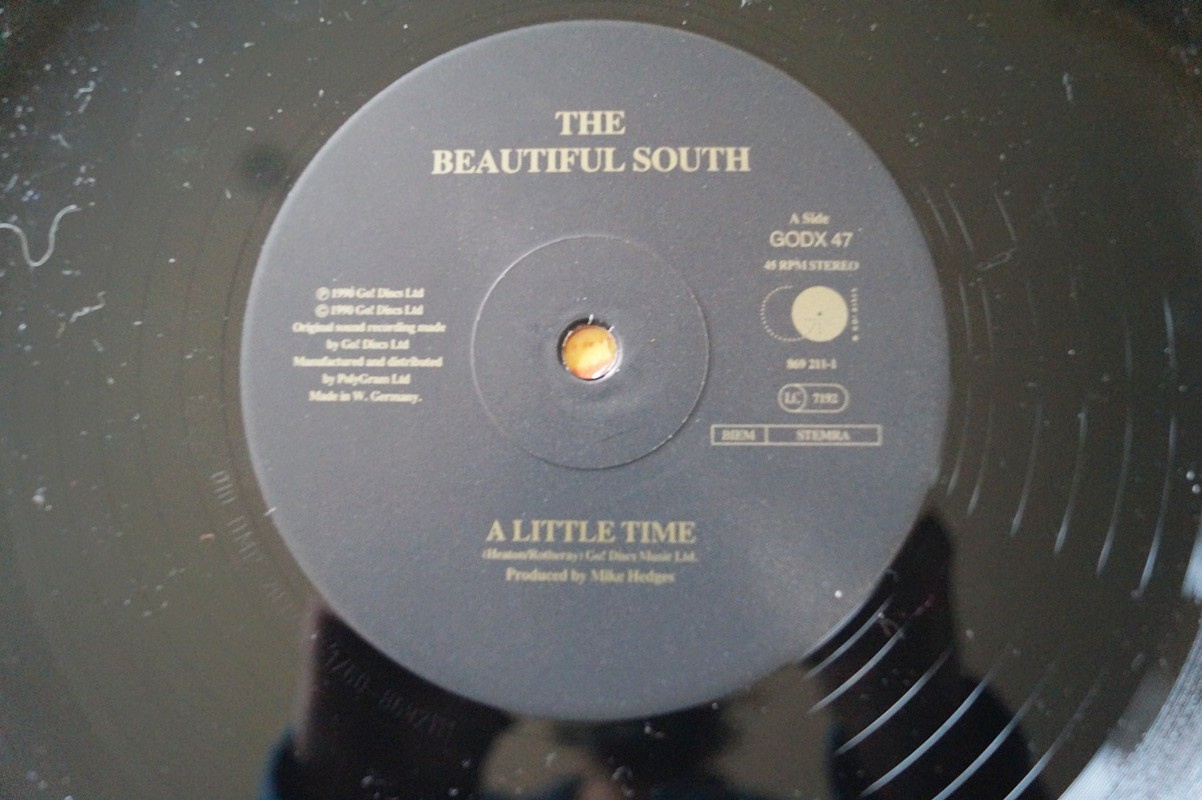 THE
BEAUTIFUL SOUTH
A Side
GODX 47
45 RPM STEREO
℗ 1990 Go! Discs Ltd
© 1990 Go! Discs Ltd
Original sound recording made
by Go! Discs Ltd
Manufactured and distributed
by PolyGram Ltd
Made in W. Germany.
869 211-1
LC 7192
BIEM STEMRA
A LITTLE TIME
(Heaton/Rotheray) Go! Discs Music Ltd.
Produced by Mike Hedges